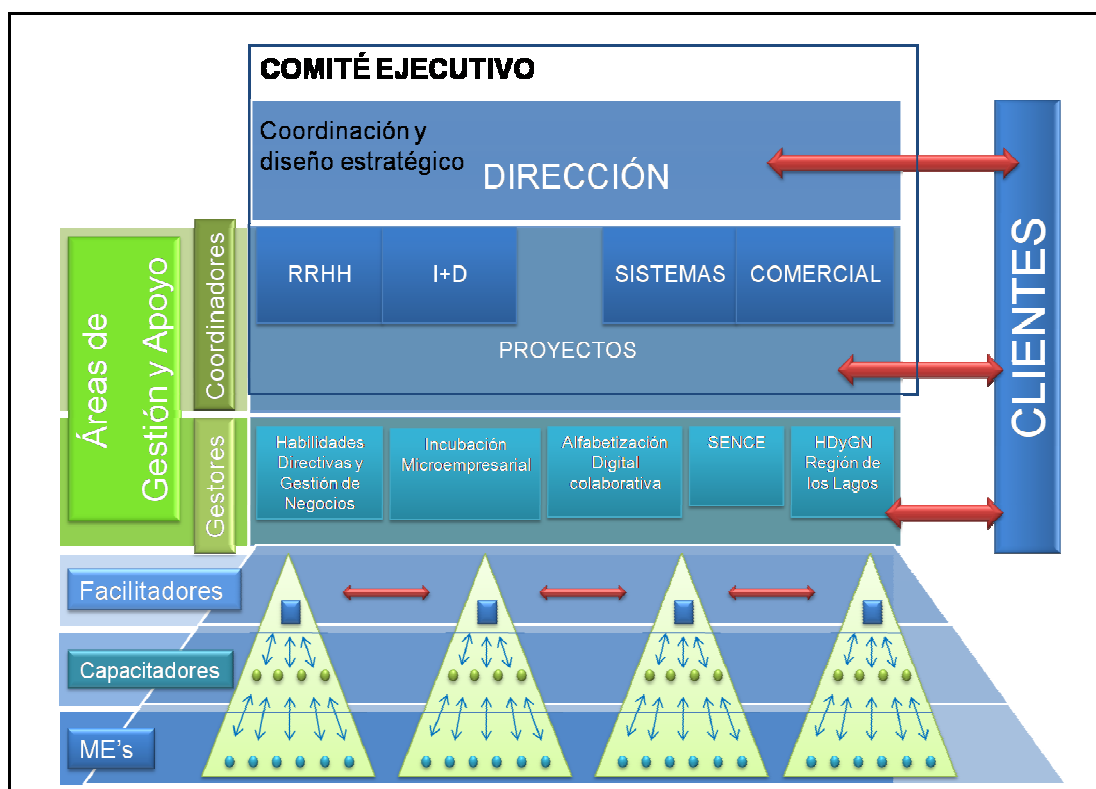 COMITÉ EJECUTIVO
Coordinación y
diseño estratégico
DIRECCIÓN
RRHH
I+D
SISTEMAS
COMERCIAL
PROYECTOS
Áreas de
Gestión y Apoyo
Coordinadores
Gestores
Habilidades
Directivas y
Gestión de
Negocios
Incubación
Microempresarial
Alfabetización
Digital
colaborativa
SENCE
HDyGN
Región de
los Lagos
CLIENTES
Facilitadores
Capacitadores
ME's